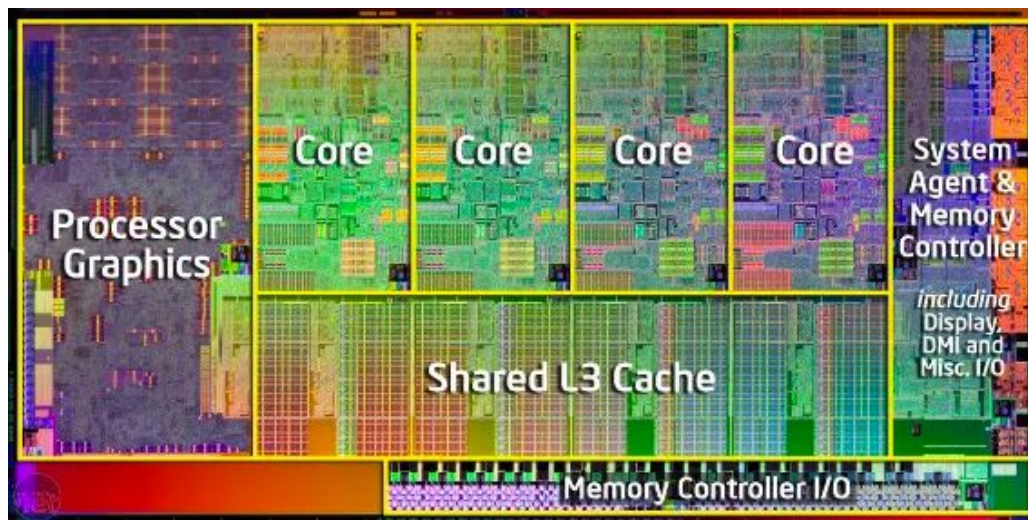 Processor
Graphics
Core
Core
Core
Core
System
Agent &
Memory
Controller
including
Display,
DMI and
Misc. I/O
Shared L3 Cache
Memory Controller I/O